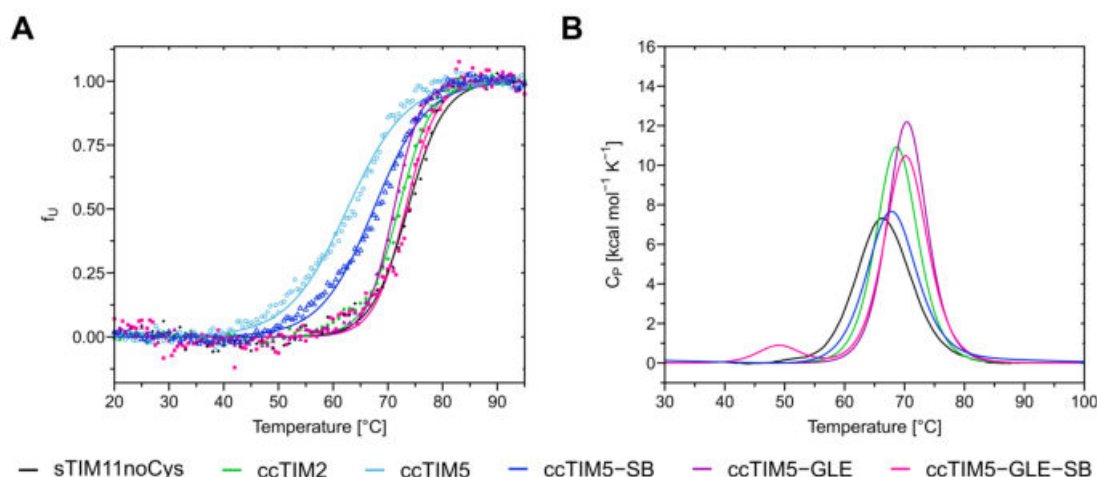 A
B
1.00
0.75
0.50
0.25
0.00
fU
20 30 40 50 60 70 80 90
Temperature [°C]
16
14
12
10
8
6
4
2
0
CP [kcal mol⁻¹ K⁻¹]
30 40 50 60 70 80 90 100
Temperature [°C]
sTIM11noCys ccTIM2 ccTIM5 ccTIM5−SB ccTIM5−GLE ccTIM5−GLE−SB